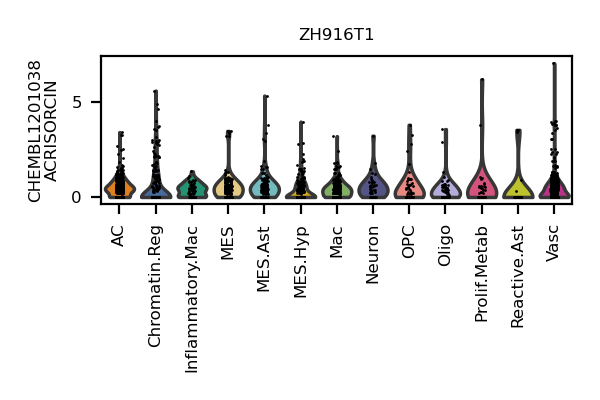 ZH916T1
CHEMBL1201038
ACRISORCIN
5
0
AC
Chromatin.Reg
Inflammatory.Mac
MES
MES.Ast
MES.Hyp
Mac
Neuron
OPC
Oligo
Prolif.Metab
Reactive.Ast
Vasc